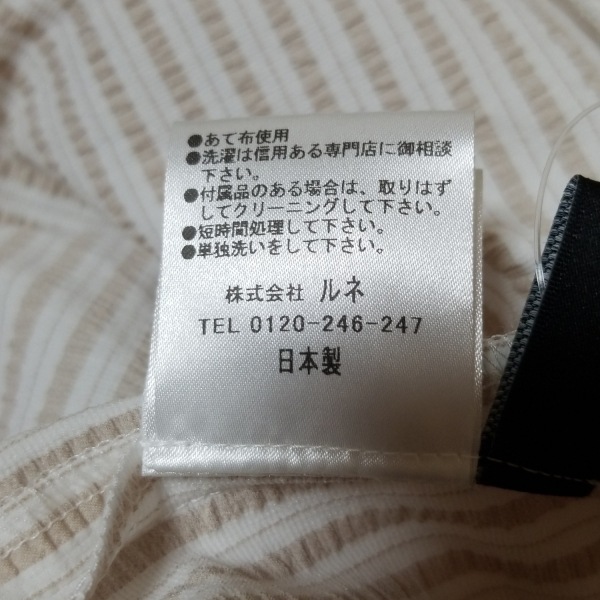 ●あて布使用
●洗濯は信用ある専門店に御相談
下さい。
●付属品のある場合は、取りはず
してクリーニングして下さい。
●短時間処理して下さい。
●単独洗いをして下さい。
株式会社 ルネ
TEL 0120-246-247
日本製